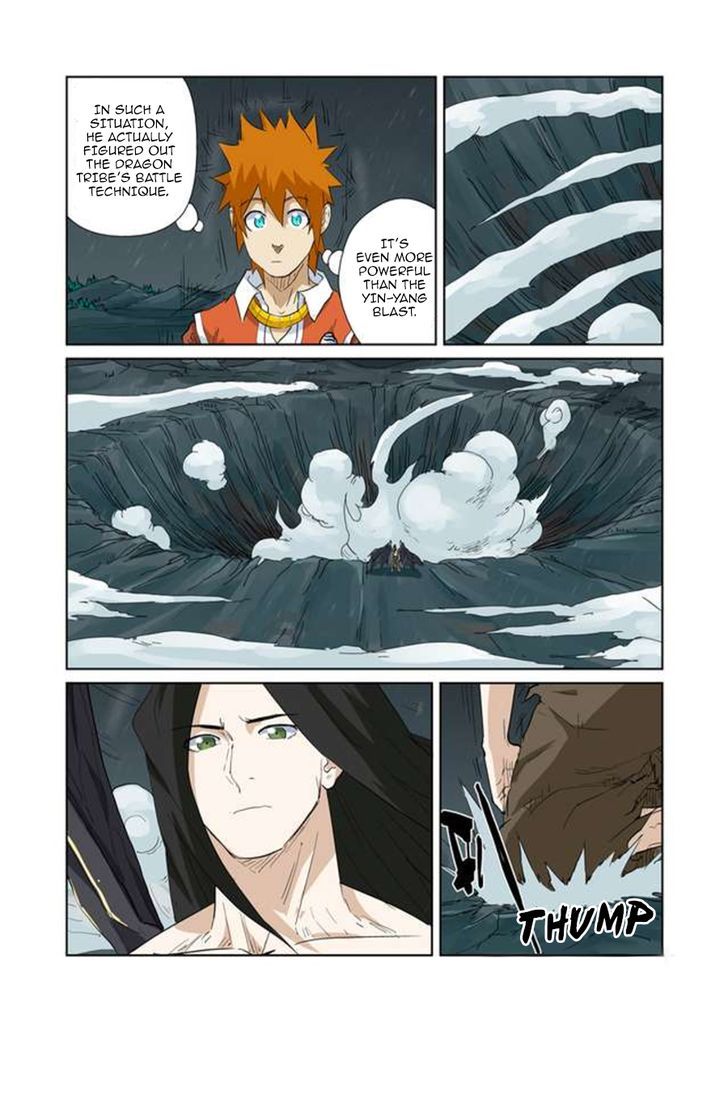 IN SUCH A
SITUATION,
HE ACTUALLY
FIGURED OUT
THE DRAGON
TRIBE'S BATTLE
TECHNIQUE.
IT'S
EVEN MORE
POWERFUL
THAN THE
YIN-YANG
BLAST.
THUMP